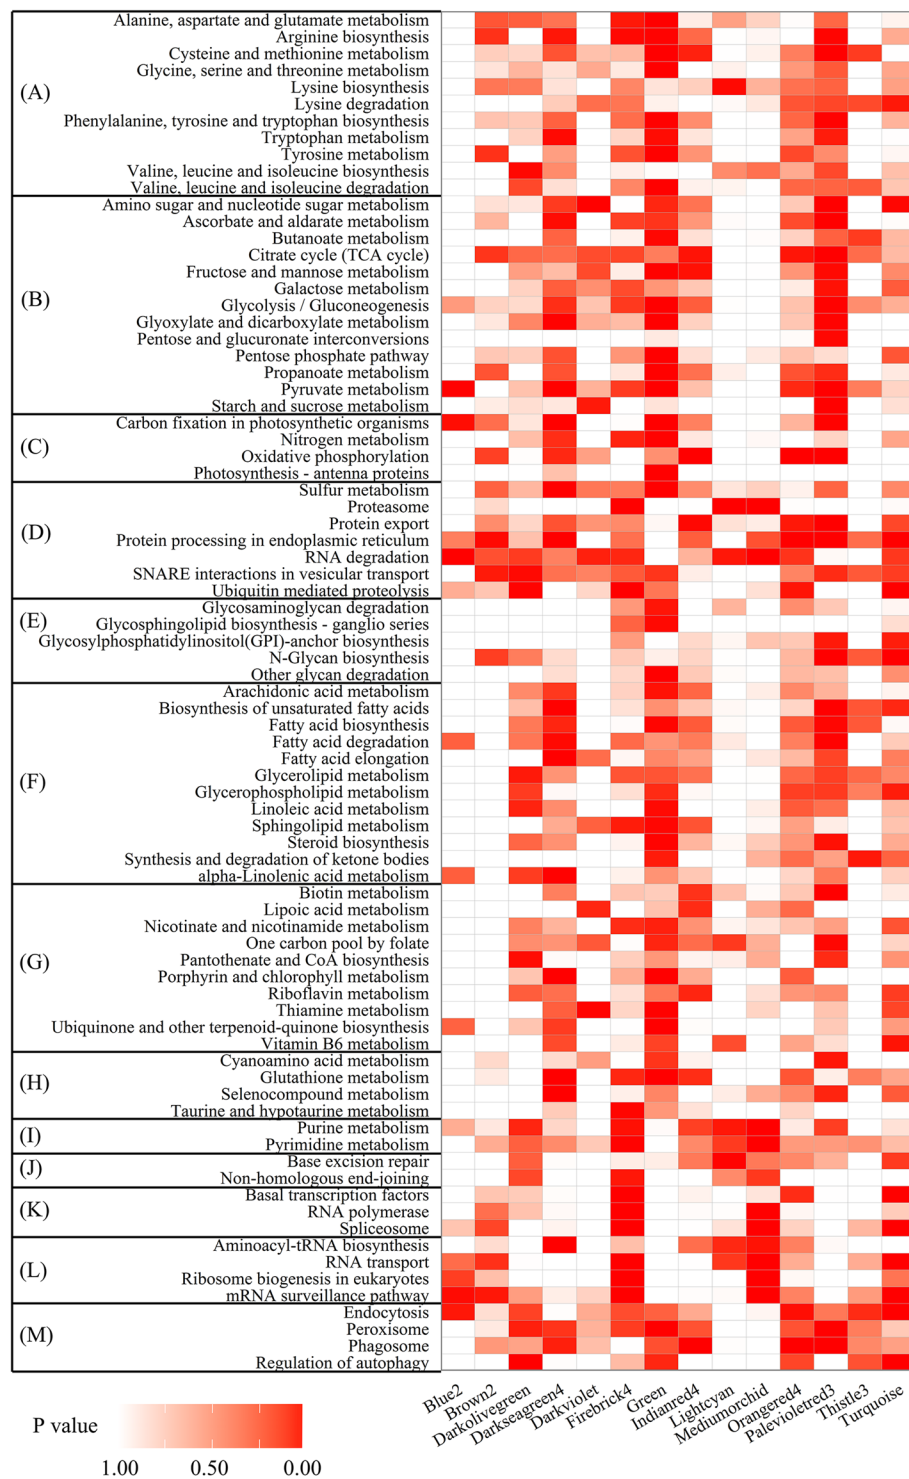 (A)
Alanine, aspartate and glutamate metabolism
Arginine biosynthesis
Cysteine and methionine metabolism
Glycine, serine and threonine metabolism
Lysine biosynthesis
Lysine degradation
Phenylalanine, tyrosine and tryptophan biosynthesis
Tryptophan metabolism
Tyrosine metabolism
Valine, leucine and isoleucine biosynthesis
Valine, leucine and isoleucine degradation
(B)
Amino sugar and nucleotide sugar metabolism
Ascorbate and aldarate metabolism
Butanoate metabolism
Citrate cycle (TCA cycle)
Fructose and mannose metabolism
Galactose metabolism
Glycolysis / Gluconeogenesis
Glyoxylate and dicarboxylate metabolism
Pentose and glucuronate interconversions
Pentose phosphate pathway
Propanoate metabolism
Pyruvate metabolism
Starch and sucrose metabolism
(C)
Carbon fixation in photosynthetic organisms
Nitrogen metabolism
Oxidative phosphorylation
Photosynthesis - antenna proteins
(D)
Sulfur metabolism
Proteasome
Protein export
Protein processing in endoplasmic reticulum
RNA degradation
SNARE interactions in vesicular transport
Ubiquitin mediated proteolysis
(E)
Glycosaminoglycan degradation
Glycosphingolipid biosynthesis - ganglio series
Glycosylphosphatidylinositol(GPI)-anchor biosynthesis
N-Glycan biosynthesis
Other glycan degradation
(F)
Arachidonic acid metabolism
Biosynthesis of unsaturated fatty acids
Fatty acid biosynthesis
Fatty acid degradation
Fatty acid elongation
Glycerolipid metabolism
Glycerophospholipid metabolism
Linoleic acid metabolism
Sphingolipid metabolism
Steroid biosynthesis
Synthesis and degradation of ketone bodies
alpha-Linolenic acid metabolism
(G)
Biotin metabolism
Lipoic acid metabolism
Nicotinate and nicotinamide metabolism
One carbon pool by folate
Pantothenate and CoA biosynthesis
Porphyrin and chlorophyll metabolism
Riboflavin metabolism
Thiamine metabolism
Ubiquinone and other terpenoid-quinone biosynthesis
Vitamin B6 metabolism
(H)
Cyanoamino acid metabolism
Glutathione metabolism
Selenocompound metabolism
Taurine and hypotaurine metabolism
(I)
Purine metabolism
Pyrimidine metabolism
(J)
Base excision repair
Non-homologous end-joining
(K)
Basal transcription factors
RNA polymerase
Spliceosome
(L)
Aminoacyl-tRNA biosynthesis
RNA transport
Ribosome biogenesis in eukaryotes
mRNA surveillance pathway
(M)
Endocytosis
Peroxisome
Phagosome
Regulation of autophagy
Blue2
Brown2
Darkolivegreen
Darkseagreen4
Darkviolet
Firebrick4
Green
Indianred4
Lightcyan
Mediumorchid
Orangered4
Palevioletred3
Thistle3
Turquoise
P value
1.00 0.50 0.00